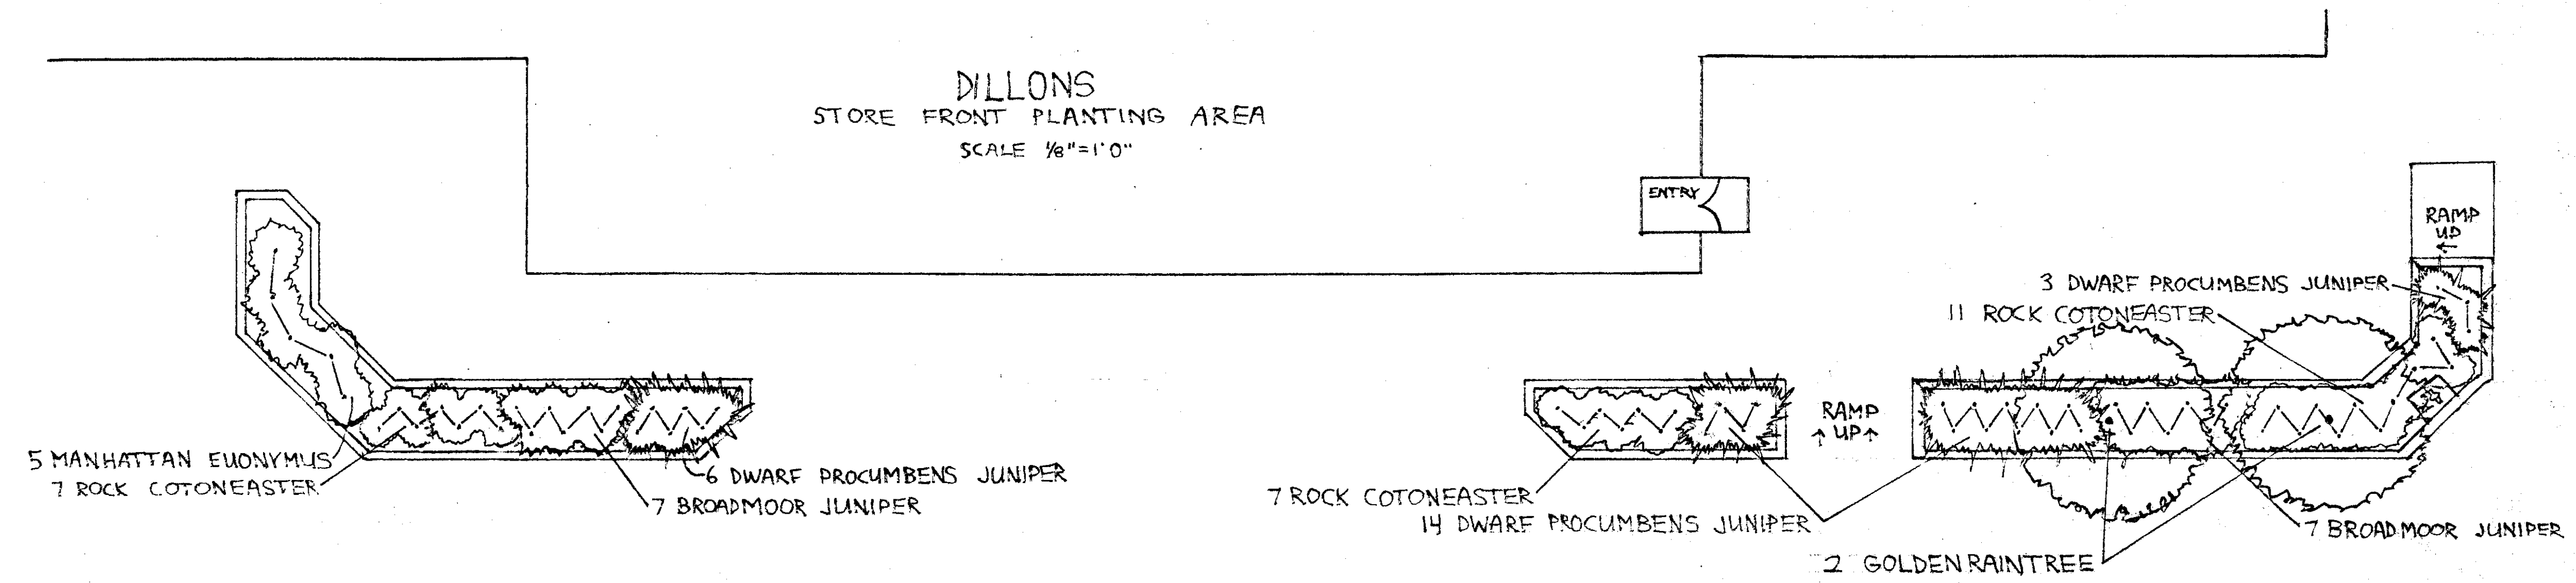 DILLONS
STORE FRONT PLANTING AREA
SCALE 1/8"=1'0"
ENTRY
RAMP
UP
3 DWARF PROCUMBENS JUNIPER
11 ROCK COTONEASTER
RAMP
UP
5 MANHATTAN EUONYMUS
7 ROCK COTONEASTER
6 DWARF PROCUMBENS JUNIPER
7 BROADMOOR JUNIPER
7 ROCK COTONEASTER
14 DWARF PROCUMBENS JUNIPER
7 BROADMOOR JUNIPER
2 GOLDENRAINTREE